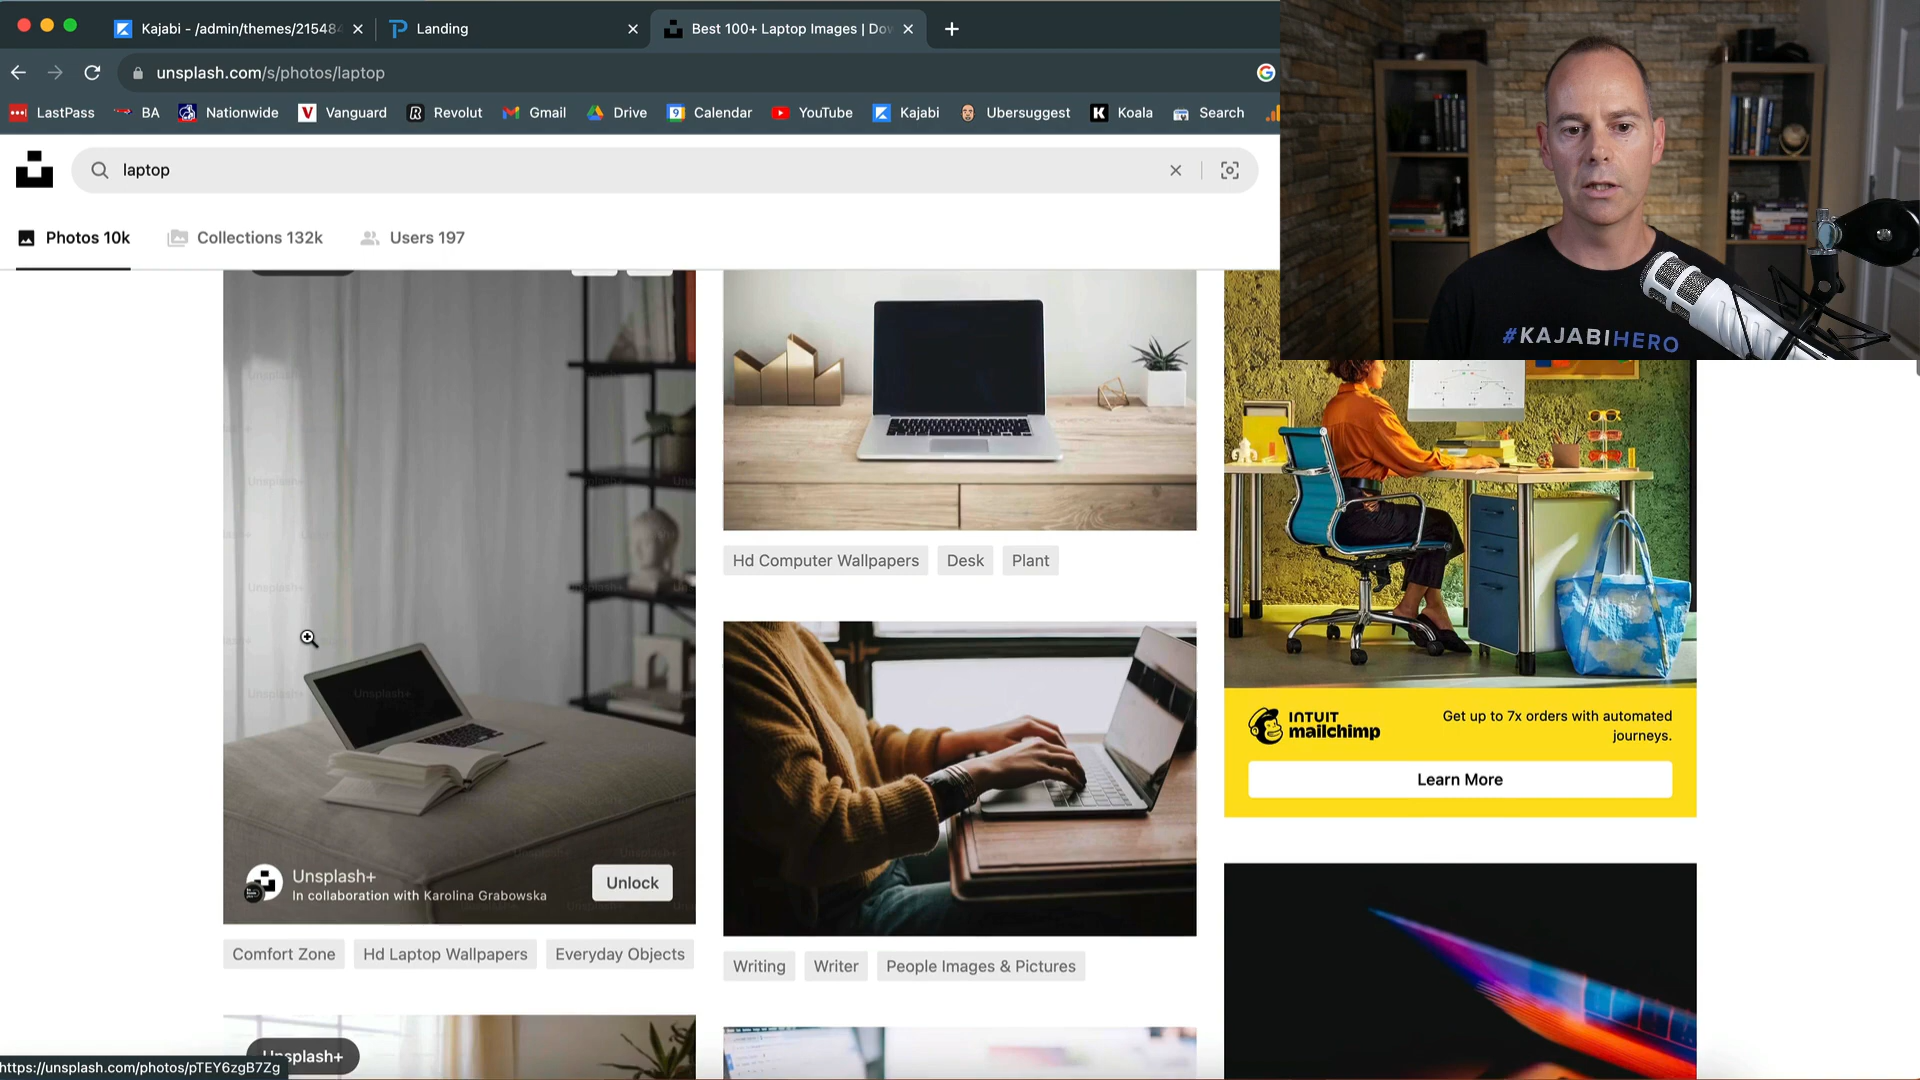 Kajabi - /admin/themes/215484
Landing
Best 100+ Laptop Images | Dow
unsplash.com/s/photos/laptop
LastPass
BA
Nationwide
Vanguard
Revolut
Gmail
Drive
Calendar
YouTube
Kajabi
Ubersuggest
Koala
Search
laptop
Photos 10k
Collections 132k
Users 197
#KAJABIHERO
Hd Computer Wallpapers
Desk
Plant
INTUIT
mailchimp
Get up to 7x orders with automated
journeys.
Learn More
Unsplash+
In collaboration with Karolina Grabowska
Unlock
Comfort Zone
Hd Laptop Wallpapers
Everyday Objects
Writing
Writer
People Images & Pictures
Unsplash+
https://unsplash.com/photos/pTEY6zgB7Zg